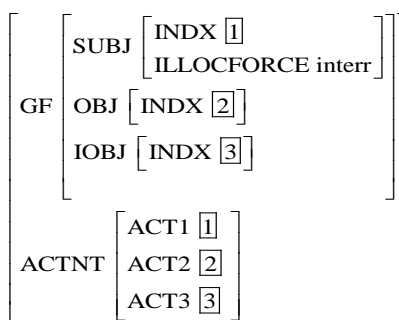 SUBJ [INDX 1
ILLOCFORCE interr]
GF OBJ [INDX 2]
IOBJ [INDX 3]
ACT1 1
ACTNT ACT2 2
ACT3 3